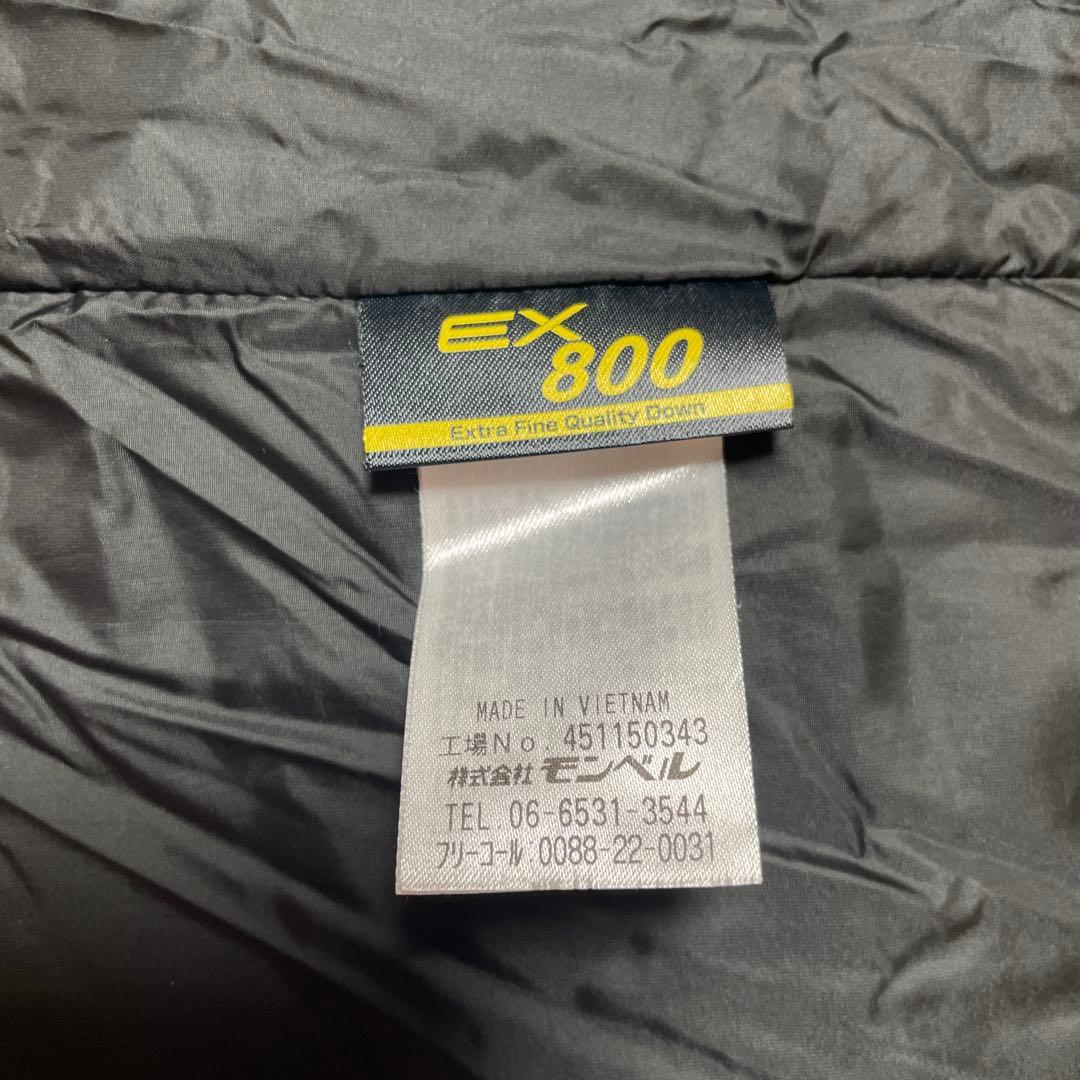 EX
800
Extra Fine Quality Down
MADE IN VIETNAM
工場No. 451150343
株式会社 モンベル
TEL.06-6531-3544
フリーコール.0088-22-0031